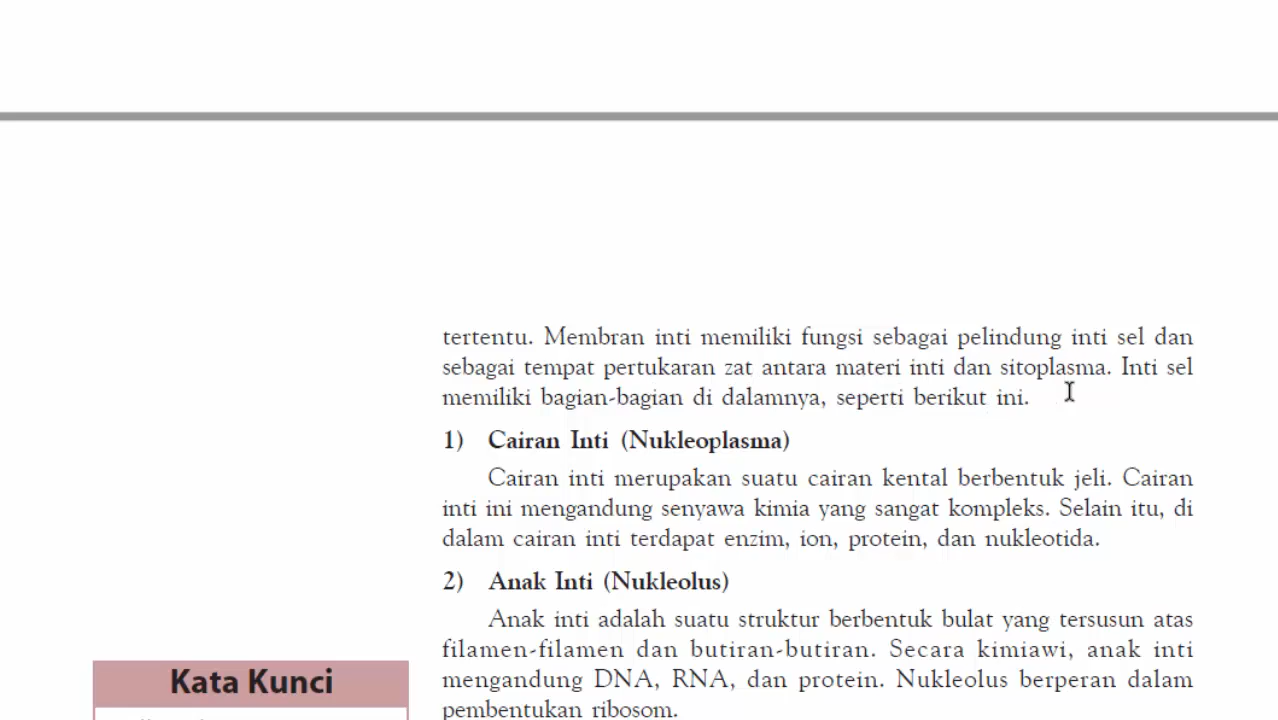 tertentu. Membran inti memiliki fungsi sebagai pelindung inti sel dan
sebagai tempat pertukaran zat antara materi inti dan sitoplasma. Inti sel
memiliki bagian-bagian di dalamnya, seperti berikut ini.
1) Cairan Inti (Nukleoplasma)
Cairan inti merupakan suatu cairan kental berbentuk jeli. Cairan
inti ini mengandung senyawa kimia yang sangat kompleks. Selain itu, di
dalam cairan inti terdapat enzim, ion, protein, dan nukleotida.
2) Anak Inti (Nukleolus)
Anak inti adalah suatu struktur berbentuk bulat yang tersusun atas
filamen-filamen dan butiran-butiran. Secara kimiawi, anak inti
mengandung DNA, RNA, dan protein. Nukleolus berperan dalam
pembentukan ribosom.
Kata Kunci